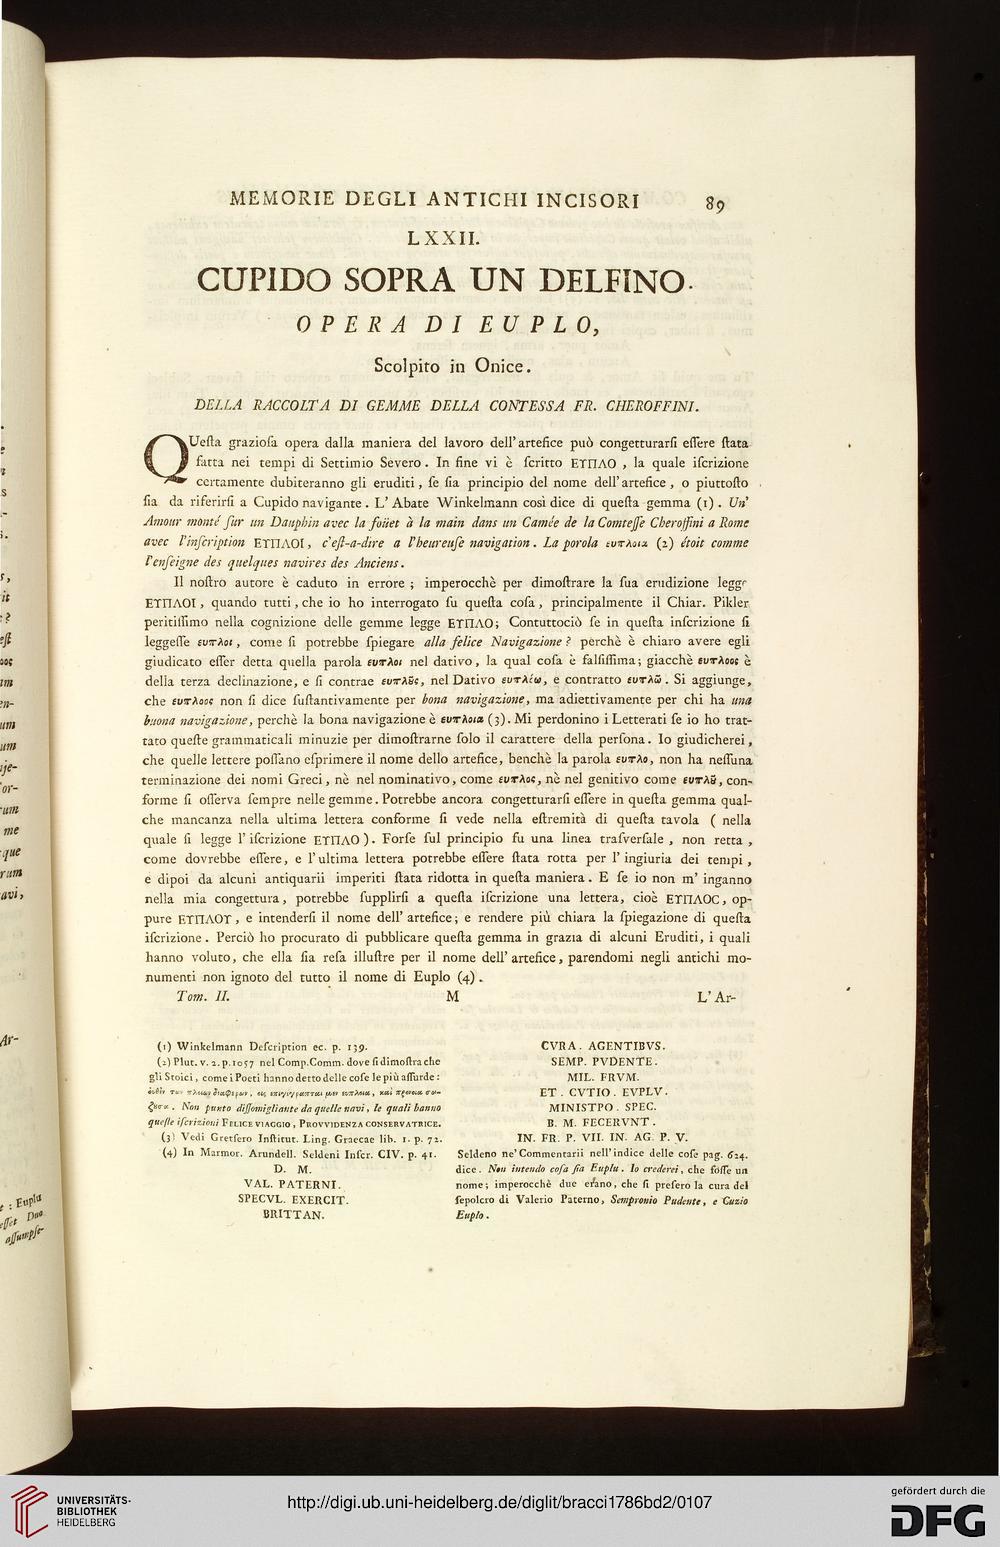 MEMORIE DEGLI ANTICHI INCISORI 89
LXXII.
CUPIDO SOPRA UN DELFINO.
OPERA DI EUPLO,
Scolpito in Onice.
DELLA RACCOLTA DI GEMME DELLA CONTESSA FR. CHEROFFINI.
QUeſta grazioſa opera dalla maniera del lavoro dell' artefice può congetturarſi eſſere ſtata
fatta nei tempi di Settimio Severo. In fine vi è ſcritto ΕΥΠΛΟ, la quale iſcrizione
certamente dubiteranno gli eruditi, ſe ſia principio del nome dell' artefice, o piuttoſto
ſia da riferirſi a Cupido navigante. L' Abate Winkelmann così dice di queſta gemma (1). Un'
Amour monté ſur un Dauphin avec la foüet à la main dans un Camée de la Comteſſe Cheroffini a Rome
avec l'inſcription ΕΥΠΛΟΙ, c'eſt-a-dire a l'heureuſe navigation. La porola ευπλοια (2) étoit comme
l'enſeigne des quelques navires des Anciens.
Il noſtro autore è caduto in errore; imperocchè per dimoſtrare la ſua erudizione legge
ΕΥΠΛΟΙ, quando tutti, che io ho interrogato ſu queſta coſa, principalmente il Chiar. Pikler
peritiſſimo nella cognizione delle gemme legge ΕΥΠΛΟ; Contuttociò ſe in queſta inſcrizione ſi
leggeſſe ευπλοι, come ſi potrebbe ſpiegare alla felice Navigazione? perchè è chiaro avere egli
giudicato eſſer detta quella parola ευπλοι nel dativo, la qual coſa è falſiſſima; giacchè ευπλοος è
della terza declinazione, e ſi contrae ευπλȣς, nel Dativo ευπλέω, e contratto ευπλῶ. Si aggiunge,
che ευπλοος non ſi dice ſuſtantivamente per bona navigazione, ma adiettivamente per chi ha una
buona navigazione, perchè la bona navigazione è ευπλοια (3). Mi perdonino i Letterati ſe io ho trat-
tato queſte grammaticali minuzie per dimoſtrarne ſolo il carattere della perſona. Io giudicherei,
che quelle lettere poſſano eſprimere il nome dello artefice, benchè la parola ευπλο, non ha neſſuna
terminazione dei nomi Greci, nè nel nominativo, come ευπλος, nè nel genitivo come ευπλȣ, con-
forme ſi oſſerva ſempre nelle gemme. Potrebbe ancora congetturarſi eſſere in queſta gemma qual-
che mancanza nella ultima lettera conforme ſi vede nella eſtremità di queſta tavola ( nella
quale ſi legge l' iſcrizione ΕΥΠΛΟ ). Forſe ſul principio fu una linea traſverſale, non retta,
come dovrebbe eſſere, e l' ultima lettera potrebbe eſſere ſtata rotta per l' ingiuria dei tempi,
e dipoi da alcuni antiquarii imperiti ſtata ridotta in queſta maniera. E ſe io non m' inganno
nella mia congettura, potrebbe ſupplirſi a queſta iſcrizione una lettera, cioè ΕΥΠΛΟC, op-
pure ΕΥΠΛΟΥ, e intenderſi il nome dell' artefice; e rendere più chiara la ſpiegazione di queſta
iſcrizione. Perciò ho procurato di pubblicare queſta gemma in grazia di alcuni Eruditi, i quali
hanno voluto, che ella ſia reſa illuſtre per il nome dell' artefice, parendomi negli antichi mo-
numenti non ignoto del tutto il nome di Euplo (4).
Tom. II. M L' Ar-
(1) Winkelmann Deſcription ec. p. 139.
(2) Plut. v. 2. p. 1057 nel Comp. Comm. dove ſi dimoſtra che
gli Stoici, come i Poeti hanno detto delle coſe le più aſſurde:
Non punto diſſomigliante da quelle navi, le quali hanno
queſte iſcrizioni FELICE VIAGGIO, PROVVIDENZA CONSERVATRICE.
(3) Vedi Gretſero Inſtitut. Ling. Graecae lib. 1. p. 72.
(4) In Marmor. Arundell. Seldeni Inſcr. CIV. p. 41.
D. M.
VAL. PATERNI.
SPECVL. EXERCIT.
BRITTAN.
CVRA. AGENTIBVS.
SEMP. PVDENTE.
MIL. FRVM.
ET. CVTIO. EVPLV.
MINISTPO. SPEC.
B. M. FECERVNT.
IN. FR. P. VII. IN. AG. P. V.
Seldeno ne' Commentarii nell' indice delle coſe pag. 624.
dice. Non intendo coſa ſia Euplu. Io crederei, che foſſe un
nome; imperocchè due erano, che ſi preſero la cura del
ſepolcro di Valerio Paterno, Sempronio Pudente, e Cuzio
Euplo.
UNIVERSITÄTS-
BIBLIOTHEK
HEIDELBERG
http://digi.ub.uni-heidelberg.de/diglit/bracci1786bd2/0107
gefördert durch die
DFG